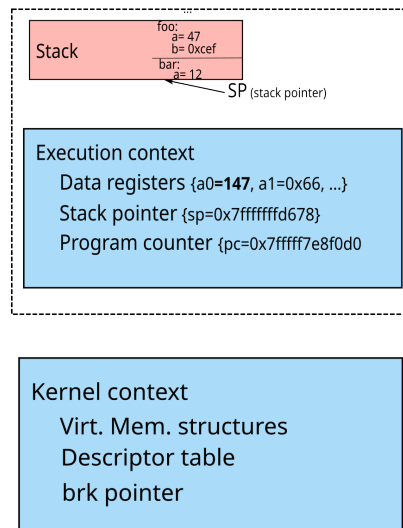 ...
foo:
a= 47
b= 0xcef
Stack
bar:
a= 12
SP (stack pointer)
Execution context
Data registers {a0=147, a1=0x66, ...}
Stack pointer {sp=0x7fffffffd678}
Program counter {pc=0x7fffff7e8f0d0
Kernel context
Virt. Mem. structures
Descriptor table
brk pointer